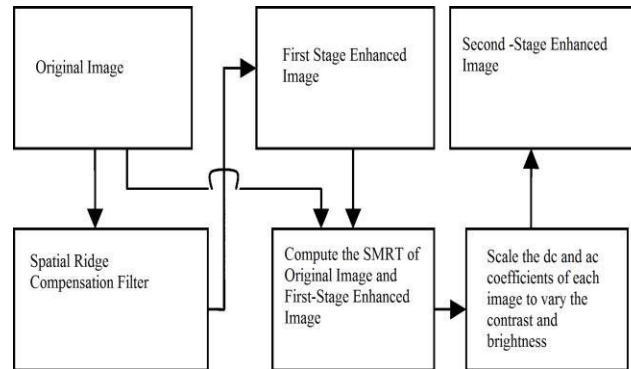 Original Image
First Stage Enhanced
Image
Second -Stage Enhanced
Image
Spatial Ridge
Compensation Filter
Compute the SMRT of
Original Image and
First-Stage Enhanced
Image
Scale the dc and ac
coefficients of each
image to vary the
contrast and
brightness